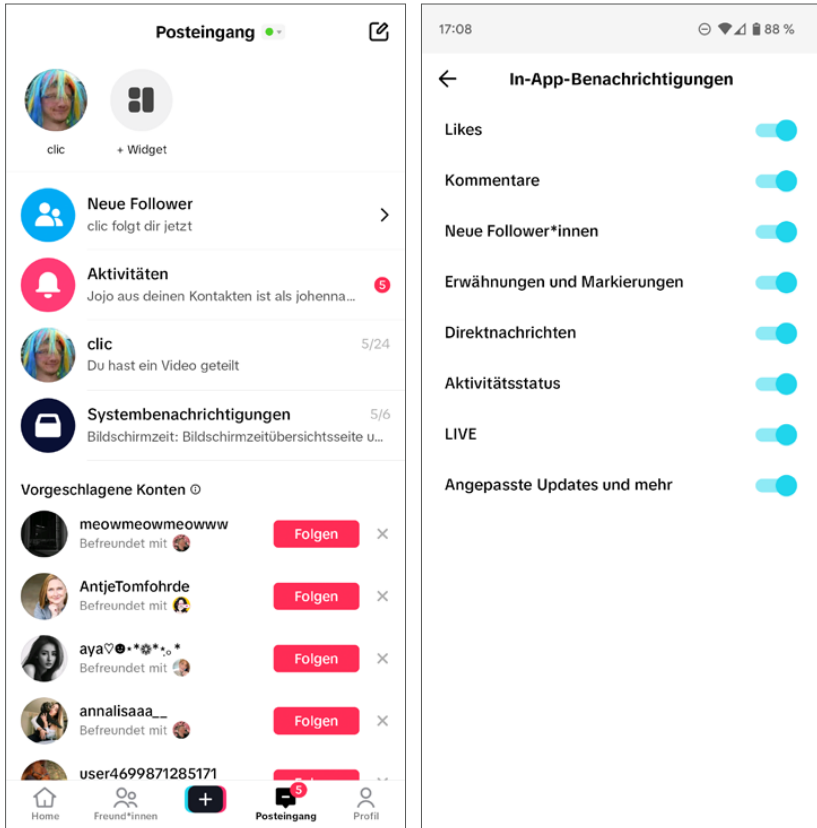 Posteingang
clic
+ Widget
Neue Follower
clic folgt dir jetzt
Aktivitäten
Jojo aus deinen Kontakten ist als johenna...
5
clic
5/24
Du hast ein Video geteilt
Systembenachrichtigungen
5/6
Bildschirmzeit: Bildschirmzeitübersichtsseite u...
Vorgeschlagene Konten
meowmeowmeowww
Befreundet mit
Folgen
AntjeTomfohrde
Befreundet mit
Folgen
aya♡☻⋆*❁*⋆。*
Befreundet mit
Folgen
annalisaaa__
Befreundet mit
Folgen
user4699871285171
Home
Freund*innen
5
Posteingang
Profil
17:08
88 %
In-App-Benachrichtigungen
Likes
Kommentare
Neue Follower*innen
Erwähnungen und Markierungen
Direktnachrichten
Aktivitätsstatus
LIVE
Angepasste Updates und mehr